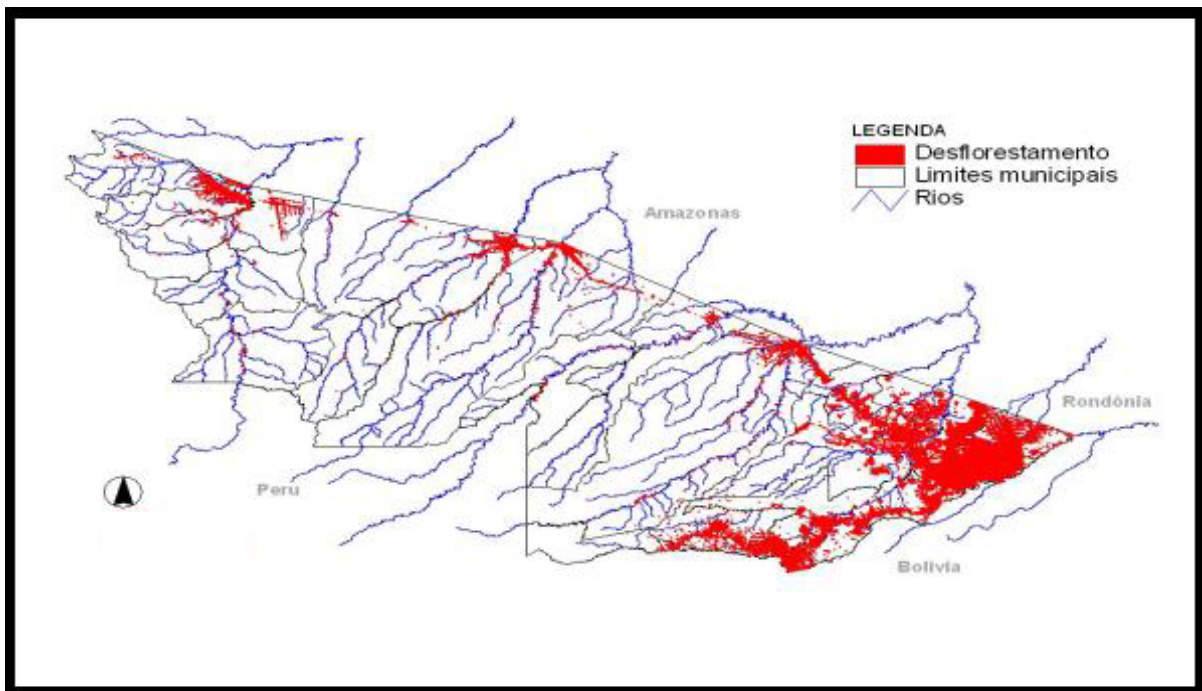 LEGENDA
Desflorestamento
Limites municipais
Rios
Amazonas
Rondônia
Peru
Bolivia